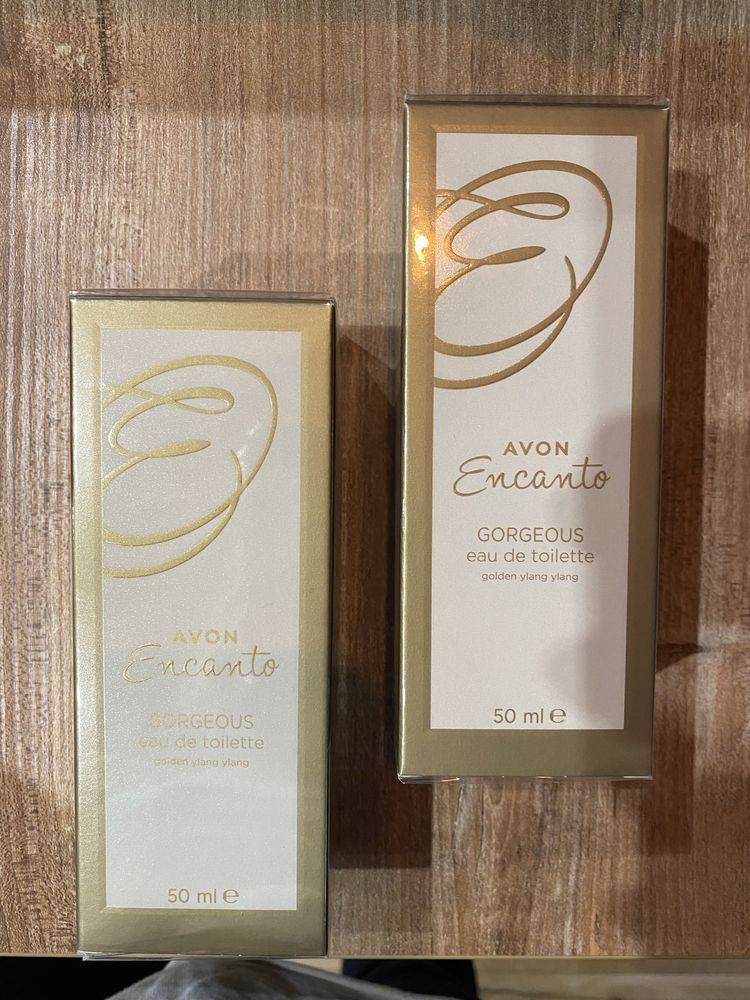 AVON
Encanto
GORGEOUS
eau de toilette
golden ylang ylang
50 ml ℮
AVON
Encanto
GORGEOUS
eau de toilette
golden ylang ylang
50 ml ℮